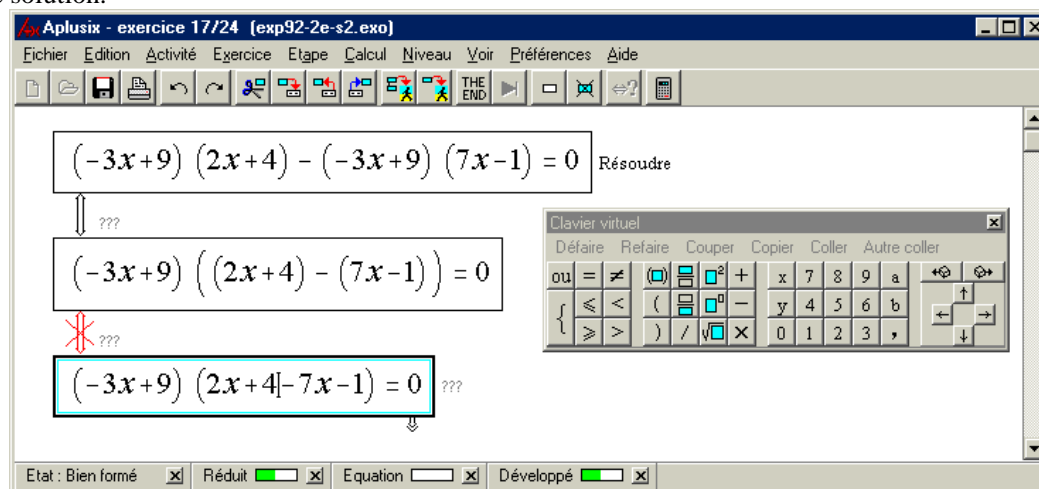 e solution.
Aplusix - exercice 17/24 (exp92-2e-s2.exo)
Fichier Edition Activité Exercice Etape Calcul Niveau Voir Préférences Aide
THE END ⇔?
(-3x+9) (2x+4) - (-3x+9) (7x-1) = 0 Résoudre
???
(-3x+9) ((2x+4) - (7x-1)) = 0
???
(-3x+9) (2x+4-7x-1) = 0 ???
Clavier virtuel
Défaire Refaire Couper Copier Coller Autre coller
ou = ≠ (□) □² + x 7 8 9 a
{ ⩽ < ( □ⁿ − y 4 5 6 b
⩾ > ) / √□ × 0 1 2 3 ,
Etat : Bien formé Réduit Equation Développé